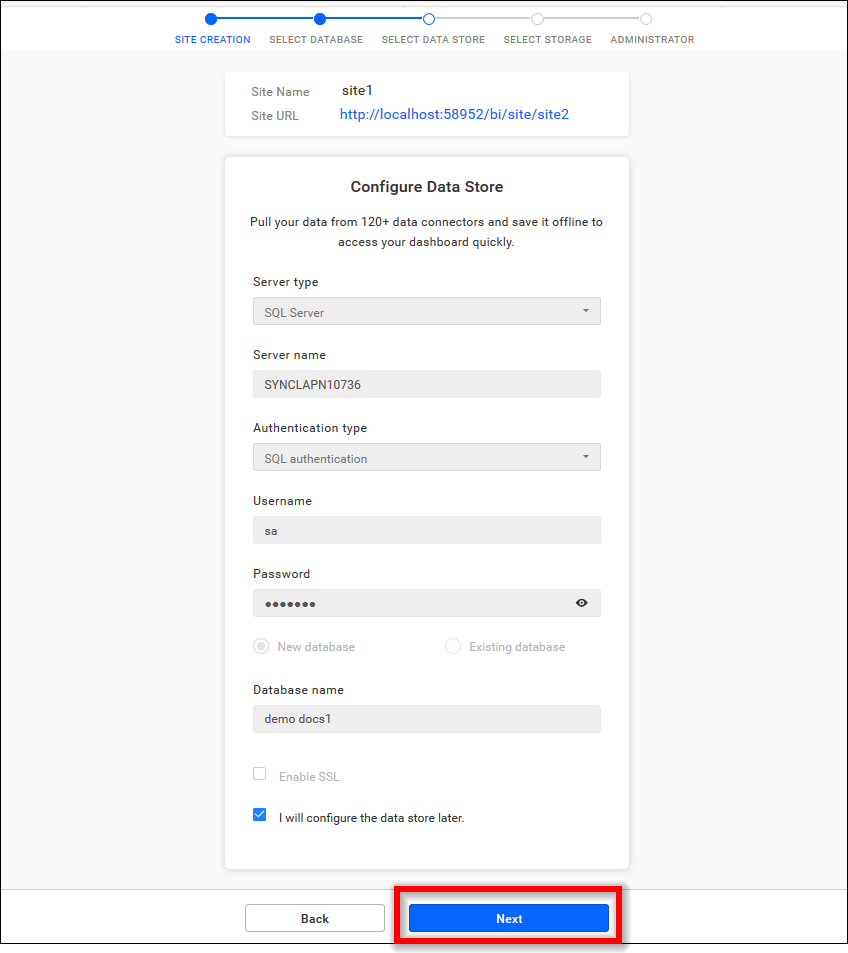 SITE CREATION SELECT DATABASE SELECT DATA STORE SELECT STORAGE ADMINISTRATOR
Site Name site1
Site URL http://localhost:58952/bi/site/site2
Configure Data Store
Pull your data from 120+ data connectors and save it offline to
access your dashboard quickly.
Server type
SQL Server
Server name
SYNCLAPN10736
Authentication type
SQL authentication
Username
sa
Password
●●●●●●●
New database Existing database
Database name
demo docs1
Enable SSL
I will configure the data store later.
Back Next